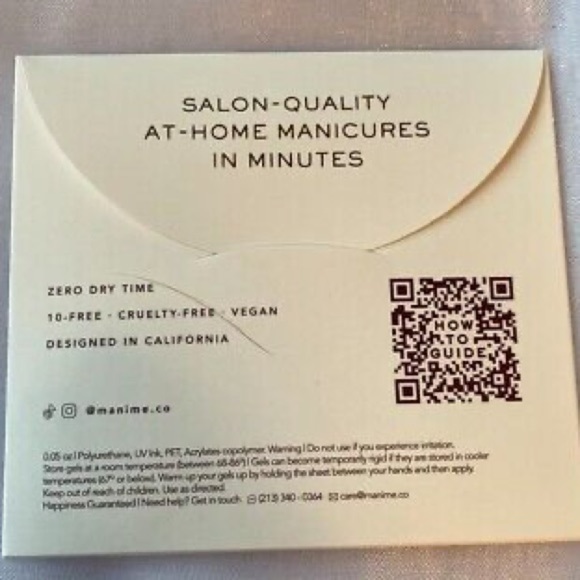 SALON-QUALITY
AT-HOME MANICURES
IN MINUTES
ZERO DRY TIME
10-FREE · CRUELTY-FREE · VEGAN
DESIGNED IN CALIFORNIA
HOW
TO
GUIDE
@manime.co
0.05 oz | Polyurethane, UV Ink, PET, Acrylates copolymer. Warning | Do not use if you experience irritation.
Store gels at a room temperature (between 68-86°) | Gels can become temporarily rigid if they are stored in cooler
temperatures (67° or below). Warm up your gels up by holding the sheet between your hands and then apply.
Keep out of reach of children. Use as directed.
Happiness Guaranteed | Need help? Get in touch (213) 340 - 0364 care@manime.co